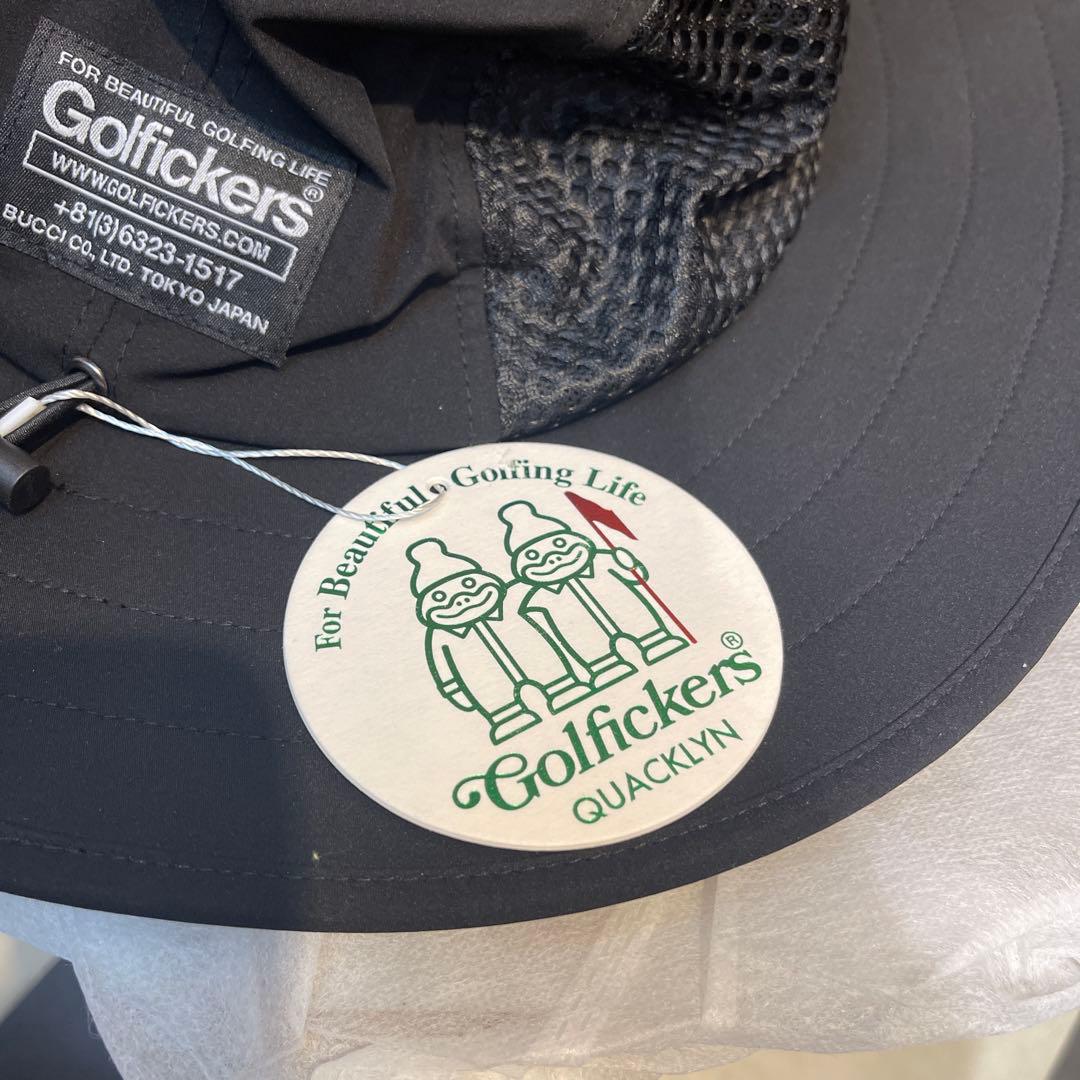 FOR BEAUTIFUL GOLFING LIFE
Golfickers®
WWW.GOLFICKERS.COM
+81(3)6323-1517
BUCCI CO., LTD. TOKYO JAPAN
For Beautiful Golfing Life
Golfickers®
QUACKLYN